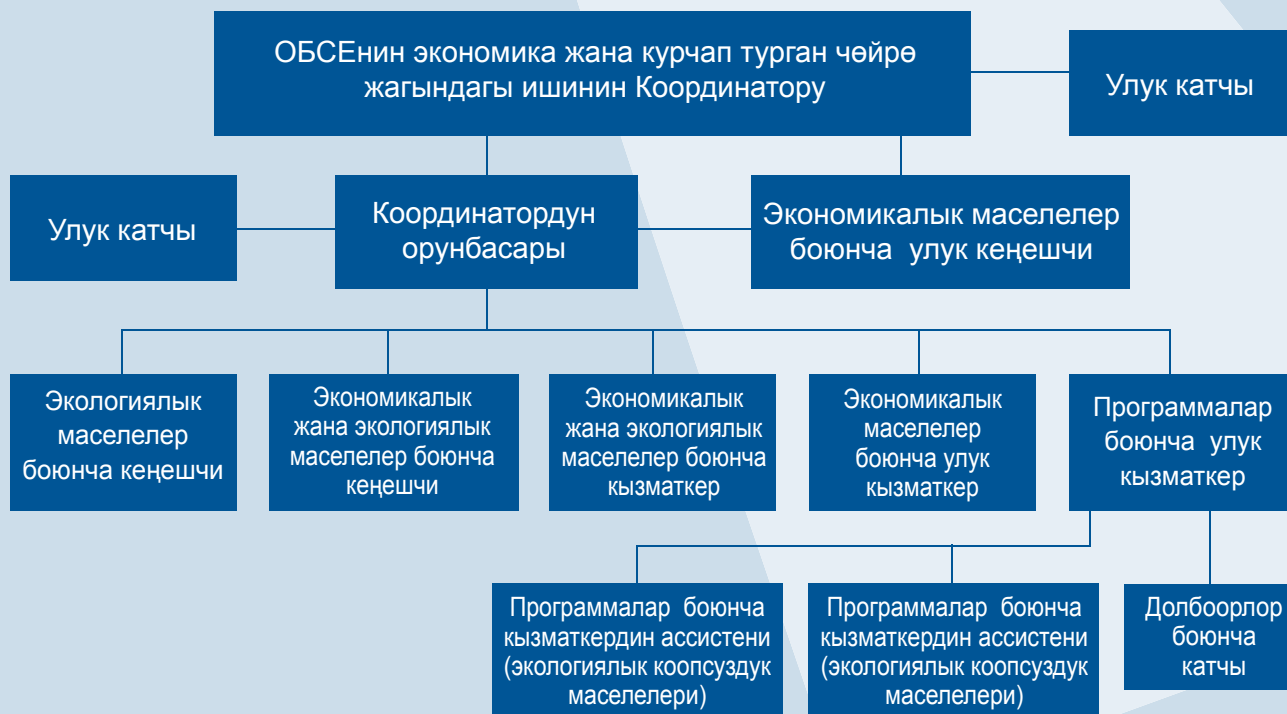 ОБСЕнин экономика жана курчап турган чөйрө
жагындагы ишинин Координатору
Улук катчы
Улук катчы
Координатордун
орунбасары
Экономикалык маселелер
боюнча улук кеңешчи
Экологиялык
маселелер
боюнча кеңешчи
Экономикалык
жана экологиялык
маселелер боюнча
кеңешчи
Экономикалык
жана экологиялык
маселелер боюнча
кызматкер
Экономикалык
маселелер
боюнча улук
кызматкер
Программалар
боюнча улук
кызматкер
Программалар боюнча
кызматкердин ассистени
(экологиялык коопсуздук
маселелери)
Программалар боюнча
кызматкердин ассистени
(экологиялык коопсуздук
маселелери)
Долбоорлор
боюнча
катчы